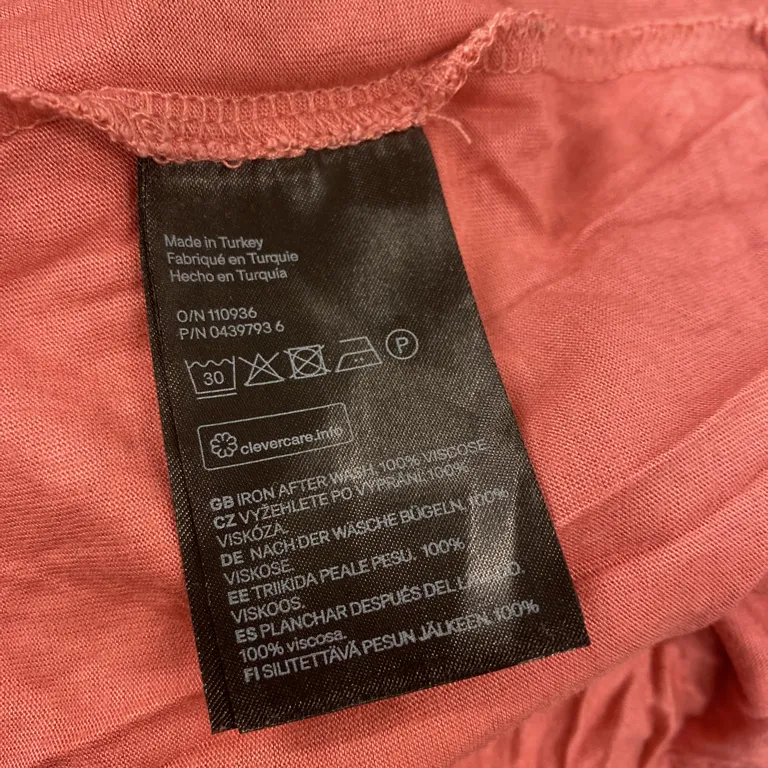 Made in Turkey
Fabriqué en Turquie
Hecho en Turquía
O/N 110936
P/N 0439793 6
30 P
clevercare.info
GB IRON AFTER WASH. 100% VISCOSE.
CZ VYŽEHLETE PO VYPRÁNÍ. 100%
VISKÓZA.
DE NACH DER WÄSCHE BÜGELN. 100%
VISKOSE.
EE TRIIKIDA PEALE PESU. 100%
VISKOOS.
ES PLANCHAR DESPUÉS DEL LAVADO.
100% viscosa.
FI SILITETTÄVÄ PESUN JÄLKEEN. 100%